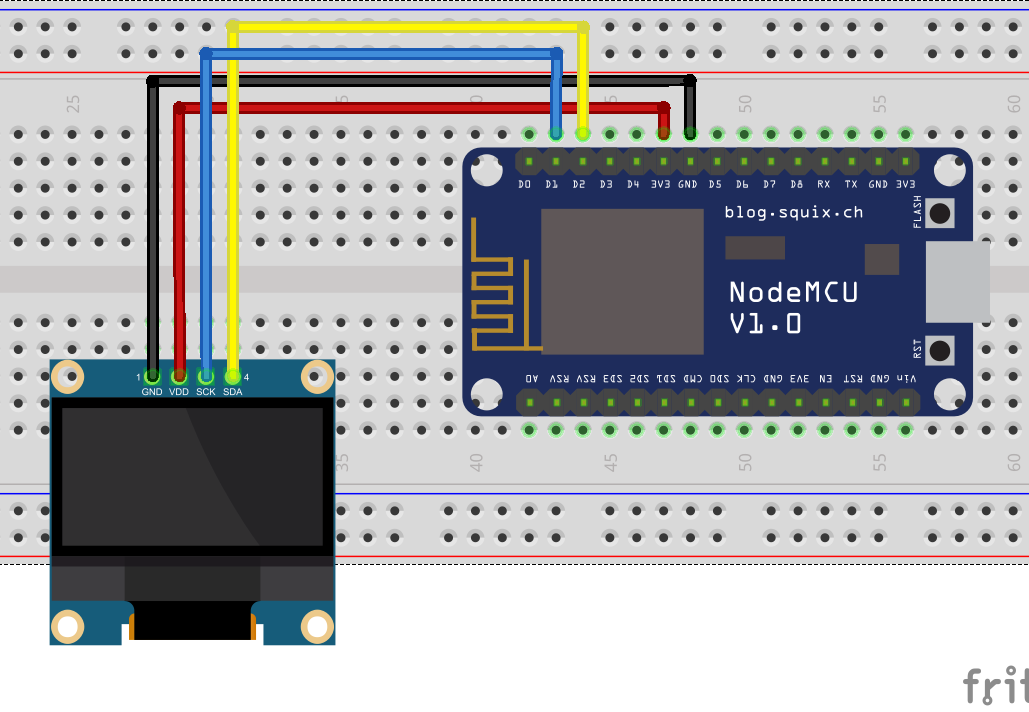 25
5
0
50
55
60
D0 D1 D2 D3 D4 3V3 GND D5 D6 D7 D8 RX TX GND 3V3
FLASH
blog.squix.ch
NodeMCU
V1.0
RST
A0 RSV RSV SD3 SD2 SD1 CMD SD0 CLK GND 3V3 EN RST GND Vin
1 4
GND VDD SCK SDA
35
40
45
50
55
60
frit